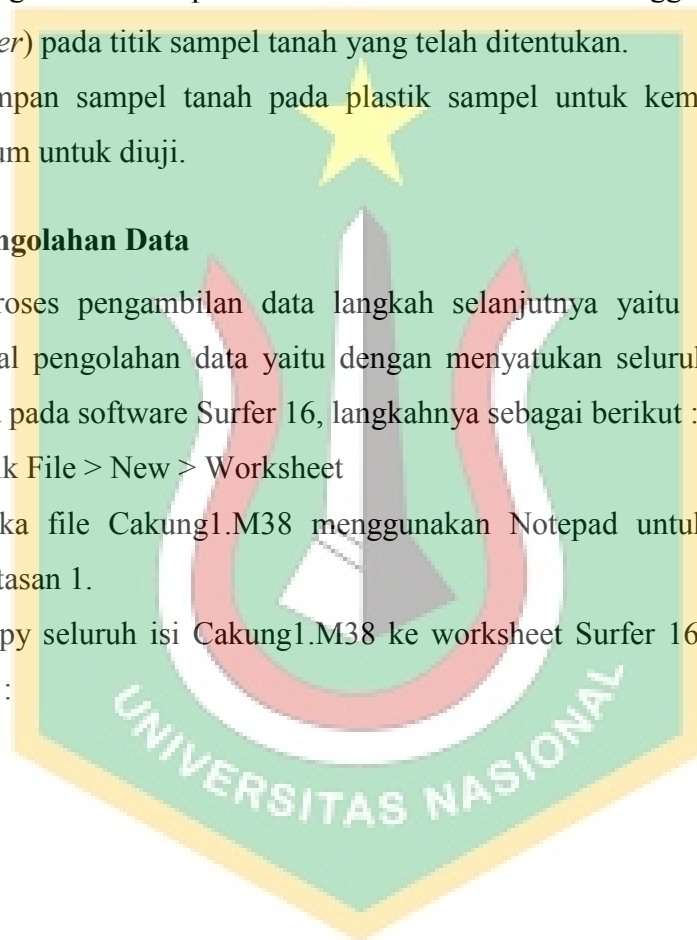 er) pada titik sampel tanah yang telah ditentukan.
mpan sampel tanah pada plastik sampel untuk kem
um untuk diuji.
ngolahan Data
roses pengambilan data langkah selanjutnya yaitu
al pengolahan data yaitu dengan menyatukan seluruh
pada software Surfer 16, langkahnya sebagai berikut :
ik File > New > Worksheet
ka file Cakung1.M38 menggunakan Notepad untuk
tasan 1.
py seluruh isi Cakung1.M38 ke worksheet Surfer 16
:
UNIVERSITAS NASIONAL